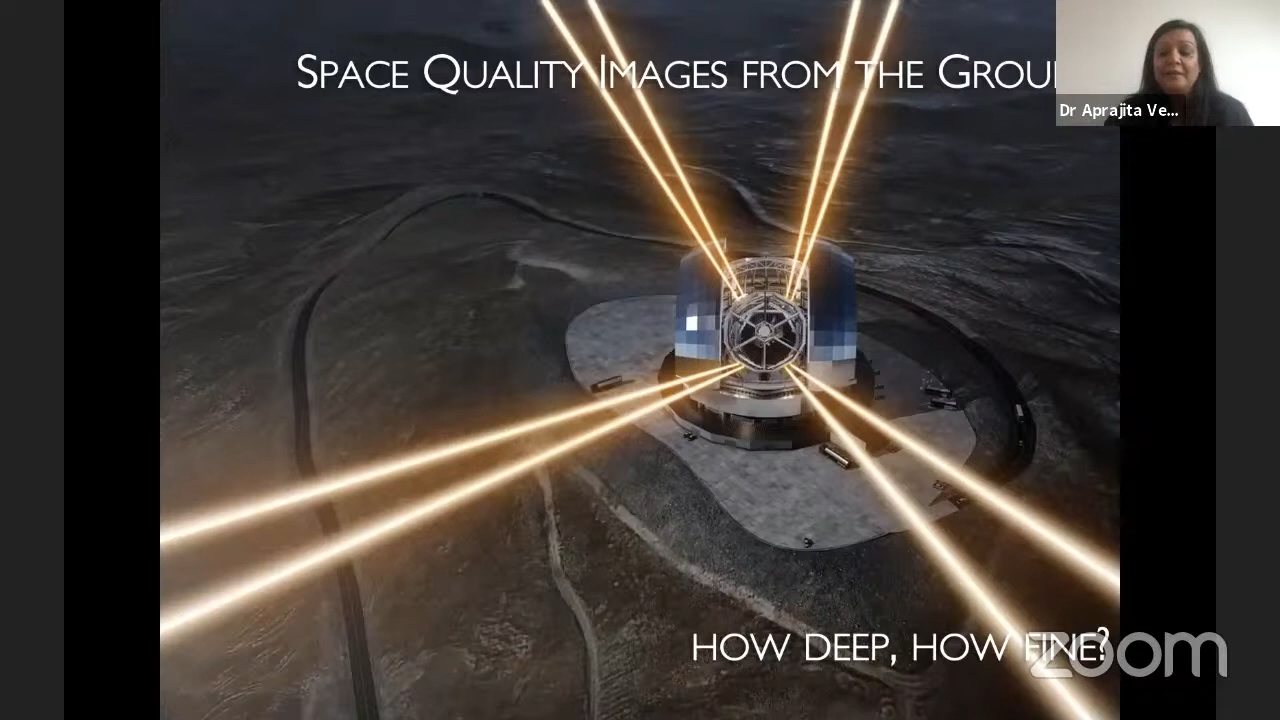 SPACE QUALITY IMAGES FROM THE GROU
Dr Aprajita Ve...
HOW DEEP, HOW FINE?
zoom